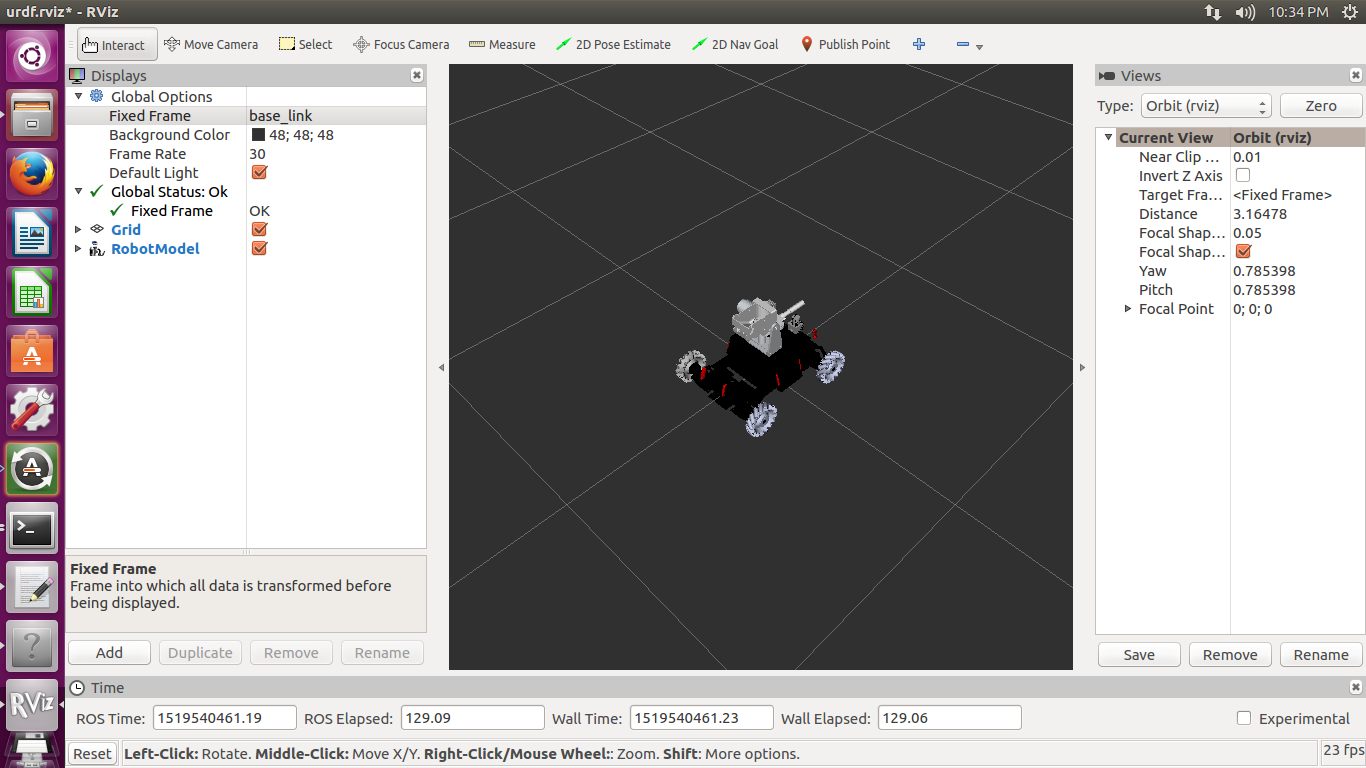 urdf.rviz* - RViz
10:34 PM
Interact
Move Camera
Select
Focus Camera
Measure
2D Pose Estimate
2D Nav Goal
Publish Point
Displays
Global Options
Fixed Frame base_link
Background Color 48; 48; 48
Frame Rate 30
Default Light
Global Status: Ok
Fixed Frame OK
Grid
RobotModel
Fixed Frame
Frame into which all data is transformed before
being displayed.
Add
Duplicate
Remove
Rename
Views
Type: Orbit (rviz)
Zero
Current View Orbit (rviz)
Near Clip ... 0.01
Invert Z Axis
Target Fra... <Fixed Frame>
Distance 3.16478
Focal Shap... 0.05
Focal Shap...
Yaw 0.785398
Pitch 0.785398
Focal Point 0; 0; 0
Save
Remove
Rename
Time
ROS Time: 1519540461.19
ROS Elapsed: 129.09
Wall Time: 1519540461.23
Wall Elapsed: 129.06
Experimental
Reset
Left-Click: Rotate. Middle-Click: Move X/Y. Right-Click/Mouse Wheel:: Zoom. Shift: More options.
23 fps
RViz